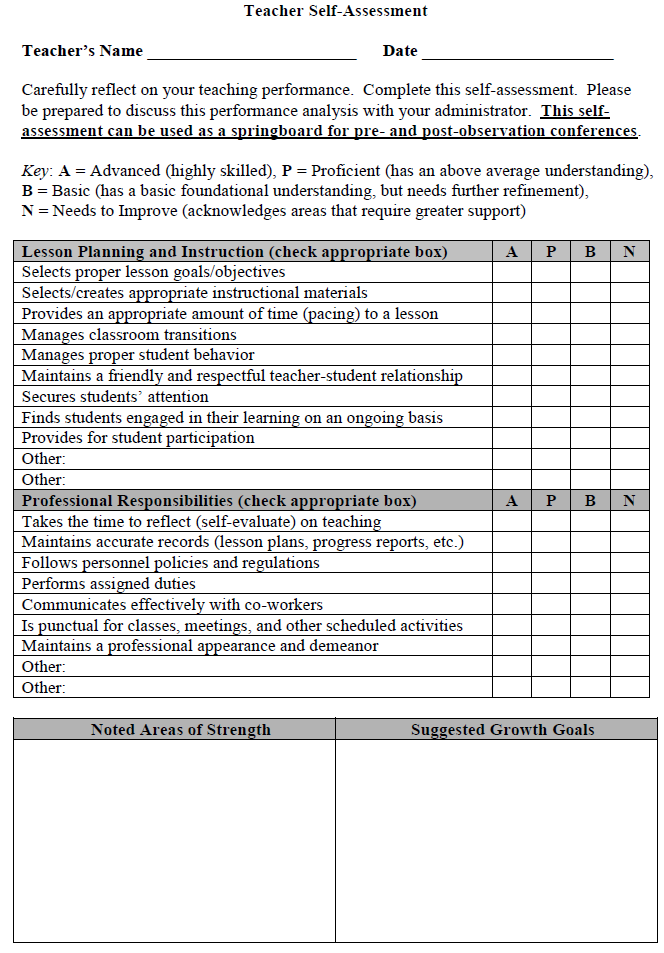 Teacher Self-Assessment
Teacher’s Name ________________________ Date ______________________
Carefully reflect on your teaching performance. Complete this self-assessment. Please
be prepared to discuss this performance analysis with your administrator. This self-
assessment can be used as a springboard for pre- and post-observation conferences.
Key: A = Advanced (highly skilled), P = Proficient (has an above average understanding),
B = Basic (has a basic foundational understanding, but needs further refinement),
N = Needs to Improve (acknowledges areas that require greater support)
Lesson Planning and Instruction (check appropriate box) A P B N
Selects proper lesson goals/objectives
Selects/creates appropriate instructional materials
Provides an appropriate amount of time (pacing) to a lesson
Manages classroom transitions
Manages proper student behavior
Maintains a friendly and respectful teacher-student relationship
Secures students’ attention
Finds students engaged in their learning on an ongoing basis
Provides for student participation
Other:
Other:
Professional Responsibilities (check appropriate box) A P B N
Takes the time to reflect (self-evaluate) on teaching
Maintains accurate records (lesson plans, progress reports, etc.)
Follows personnel policies and regulations
Performs assigned duties
Communicates effectively with co-workers
Is punctual for classes, meetings, and other scheduled activities
Maintains a professional appearance and demeanor
Other:
Other:
Noted Areas of Strength Suggested Growth Goals